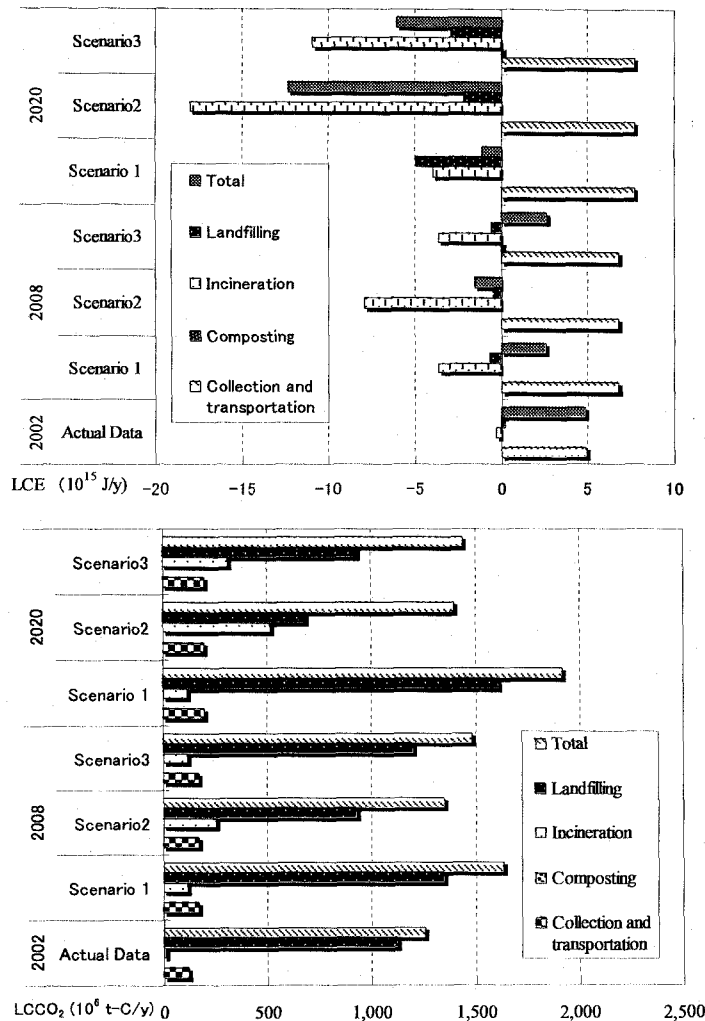 Scenario3
2020
Scenario2
Scenario 1
Total
Landfilling
Incineration
Composting
Collection and
transportation
Scenario3
2008
Scenario2
Scenario 1
2002
Actual Data
LCE (10¹⁵ J/y)
-20 -15 -10 -5 0 5 10
Scenario3
2020
Scenario2
Scenario 1
Scenario3
2008
Scenario2
Scenario 1
2002
Actual Data
Total
Landfilling
Incineration
Composting
Collection and
transportation
LCCO₂ (10⁶ t-C/y)
0 500 1,000 1,500 2,000 2,500